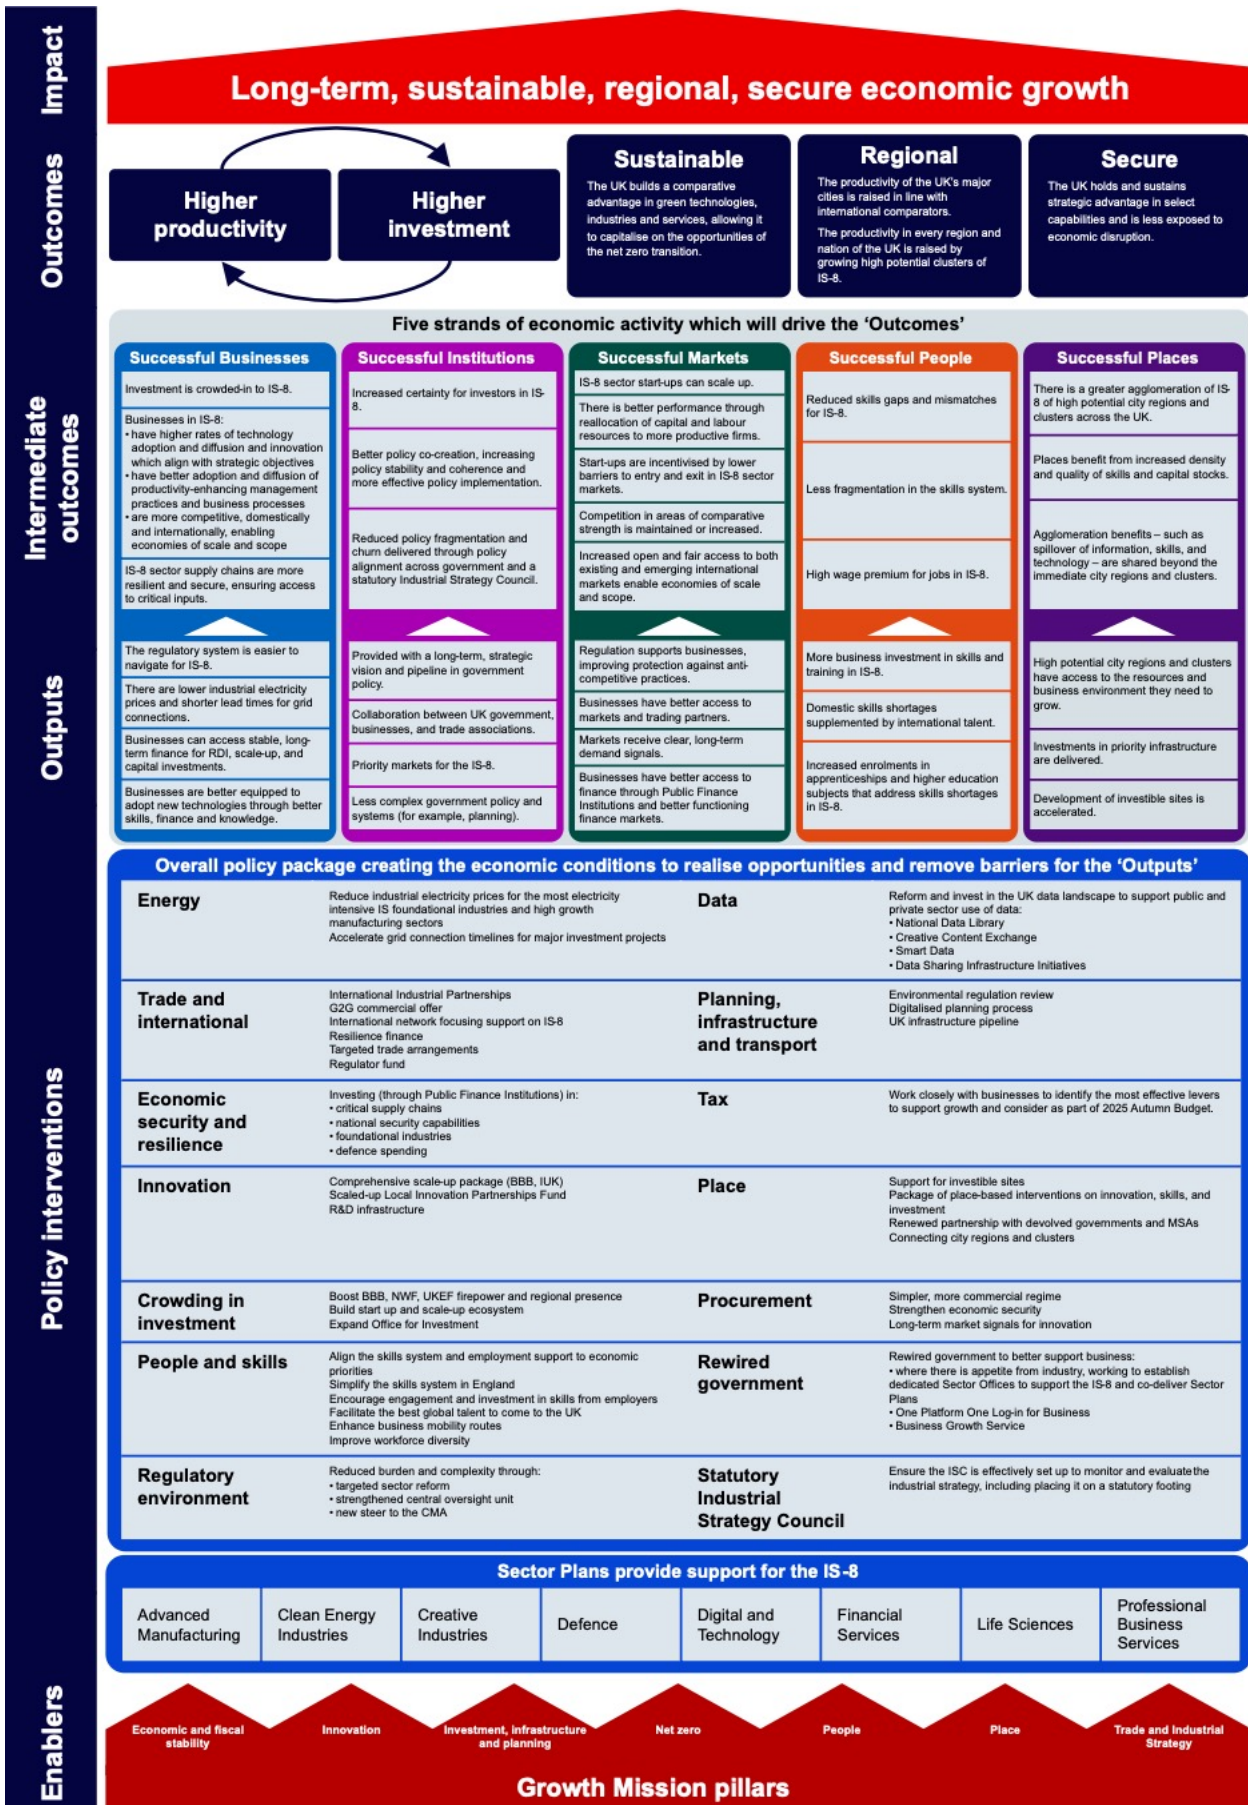 Impact
Long-term, sustainable, regional, secure economic growth
Outcomes
Higher
productivity
Higher
investment
Sustainable
The UK builds a comparative
advantage in green technologies,
industries and services, allowing it
to capitalise on the opportunities of
the net zero transition.
Regional
The productivity of the UK's major
cities is raised in line with
international comparators.
The productivity in every region and
nation of the UK is raised by
growing high potential clusters of
IS-8.
Secure
The UK holds and sustains
strategic advantage in select
capabilities and is less exposed to
economic disruption.
Intermediate
outcomes
Five strands of economic activity which will drive the 'Outcomes'
Successful Businesses
Investment is crowded-in to IS-8.
Businesses in IS-8:
• have higher rates of technology
adoption and diffusion and innovation
which align with strategic objectives
• have better adoption and diffusion of
productivity-enhancing management
practices and business processes
• are more competitive, domestically
and internationally, enabling
economies of scale and scope
IS-8 sector supply chains are more
resilient and secure, ensuring access
to critical inputs.
Successful Institutions
Increased certainty for investors in IS-
8.
Better policy co-creation, increasing
policy stability and coherence and
more effective policy implementation.
Reduced policy fragmentation and
churn delivered through policy
alignment across government and a
statutory Industrial Strategy Council.
Successful Markets
IS-8 sector start-ups can scale up.
There is better performance through
reallocation of capital and labour
resources to more productive firms.
Start-ups are incentivised by lower
barriers to entry and exit in IS-8 sector
markets.
Competition in areas of comparative
strength is maintained or increased.
Increased open and fair access to both
existing and emerging international
markets enable economies of scale
and scope.
Successful People
Reduced skills gaps and mismatches
for IS-8.
Less fragmentation in the skills system.
High wage premium for jobs in IS-8.
Successful Places
There is a greater agglomeration of IS-
8 of high potential city regions and
clusters across the UK.
Places benefit from increased density
and quality of skills and capital stocks.
Agglomeration benefits – such as
spillover of information, skills, and
technology – are shared beyond the
immediate city regions and clusters.
Outputs
The regulatory system is easier to
navigate for IS-8.
There are lower industrial electricity
prices and shorter lead times for grid
connections.
Businesses can access stable, long-
term finance for RDI, scale-up, and
capital investments.
Businesses are better equipped to
adopt new technologies through better
skills, finance and knowledge.
Provided with a long-term, strategic
vision and pipeline in government
policy.
Collaboration between UK government,
businesses, and trade associations.
Priority markets for the IS-8.
Less complex government policy and
systems (for example, planning).
Regulation supports businesses,
improving protection against anti-
competitive practices.
Businesses have better access to
markets and trading partners.
Markets receive clear, long-term
demand signals.
Businesses have better access to
finance through Public Finance
Institutions and better functioning
finance markets.
More business investment in skills and
training in IS-8.
Domestic skills shortages
supplemented by international talent.
Increased enrolments in
apprenticeships and higher education
subjects that address skills shortages
in IS-8.
High potential city regions and clusters
have access to the resources and
business environment they need to
grow.
Investments in priority infrastructure
are delivered.
Development of investible sites is
accelerated.
Policy interventions
Overall policy package creating the economic conditions to realise opportunities and remove barriers for the 'Outputs'
Energy
Reduce industrial electricity prices for the most electricity
intensive IS foundational industries and high growth
manufacturing sectors
Accelerate grid connection timelines for major investment projects
Data
Reform and invest in the UK data landscape to support public and
private sector use of data:
• National Data Library
• Creative Content Exchange
• Smart Data
• Data Sharing Infrastructure Initiatives
Trade and
international
International Industrial Partnerships
G2G commercial offer
International network focusing support on IS-8
Resilience finance
Targeted trade arrangements
Regulator fund
Planning,
infrastructure
and transport
Environmental regulation review
Digitalised planning process
UK infrastructure pipeline
Economic
security and
resilience
Investing (through Public Finance Institutions) in:
• critical supply chains
• national security capabilities
• foundational industries
• defence spending
Tax
Work closely with businesses to identify the most effective levers
to support growth and consider as part of 2025 Autumn Budget.
Innovation
Comprehensive scale-up package (BBB, IUK)
Scaled-up Local Innovation Partnerships Fund
R&D infrastructure
Place
Support for investible sites
Package of place-based interventions on innovation, skills, and
investment
Renewed partnership with devolved governments and MSAs
Connecting city regions and clusters
Crowding in
investment
Boost BBB, NWF, UKEF firepower and regional presence
Build start up and scale-up ecosystem
Expand Office for Investment
Procurement
Simpler, more commercial regime
Strengthen economic security
Long-term market signals for innovation
People and skills
Align the skills system and employment support to economic
priorities
Simplify the skills system in England
Encourage engagement and investment in skills from employers
Facilitate the best global talent to come to the UK
Enhance business mobility routes
Improve workforce diversity
Rewired
government
Rewired government to better support business:
• where there is appetite from industry, working to establish
dedicated Sector Offices to support the IS-8 and co-deliver Sector
Plans
• One Platform One Log-in for Business
• Business Growth Service
Regulatory
environment
Reduced burden and complexity through:
• targeted sector reform
• strengthened central oversight unit
• new steer to the CMA
Statutory
Industrial
Strategy Council
Ensure the ISC is effectively set up to monitor and evaluate the
industrial strategy, including placing it on a statutory footing
Sector Plans provide support for the IS-8
Advanced
Manufacturing
Clean Energy
Industries
Creative
Industries
Defence
Digital and
Technology
Financial
Services
Life Sciences
Professional
Business
Services
Enablers
Economic and fiscal
stability
Innovation
Investment, infrastructure
and planning
Net zero
People
Place
Trade and Industrial
Strategy
Growth Mission pillars